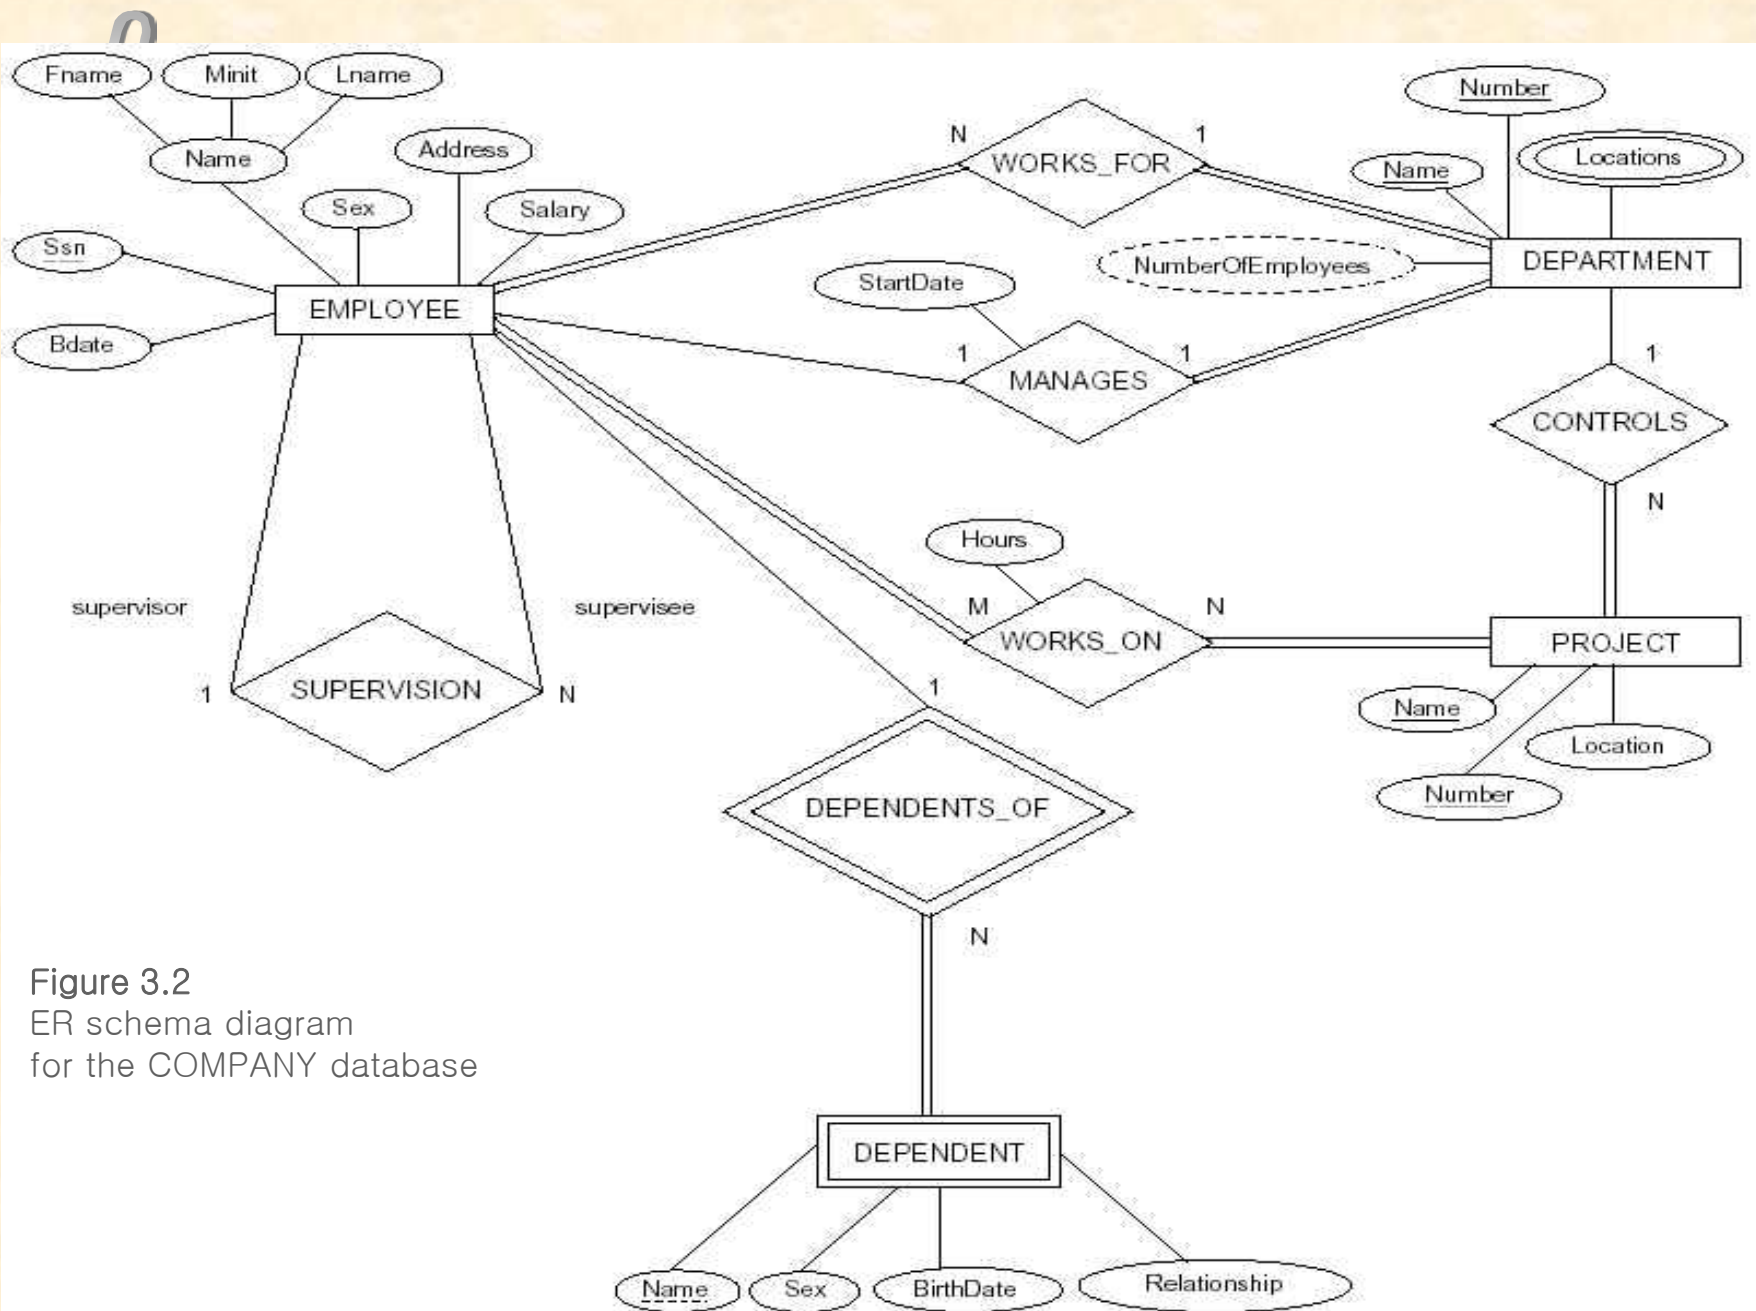 Fname
Minit
Lname
Name
Address
Sex
Salary
Ssn
Bdate
EMPLOYEE
N
WORKS_FOR
1
Number
Name
Locations
NumberOfEmployees
DEPARTMENT
StartDate
1
MANAGES
1
1
CONTROLS
N
Hours
M
WORKS_ON
N
PROJECT
Name
Number
Location
supervisor
supervisee
1
SUPERVISION
N
1
DEPENDENTS_OF
N
Figure 3.2
ER schema diagram
for the COMPANY database
DEPENDENT
Name
Sex
BirthDate
Relationship